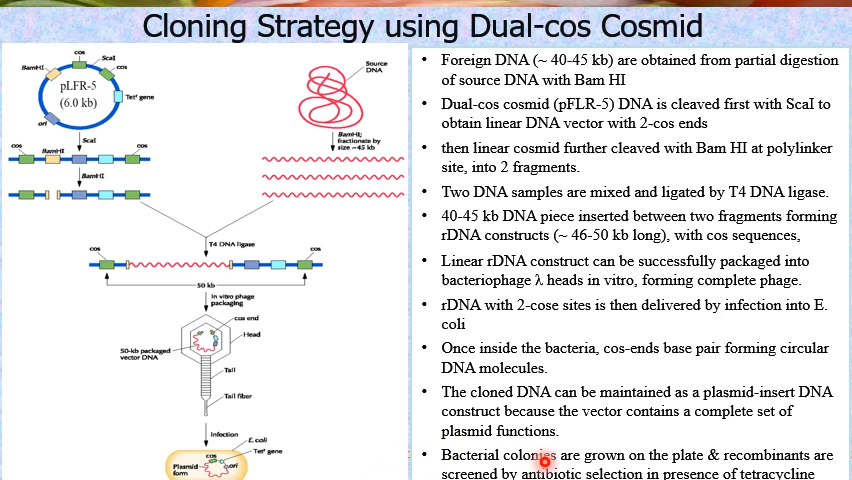 Cloning Strategy using Dual-cos Cosmid
cos
ScaI
BamHI
cos
pLFR-5
(6.0 kb)
Tetʳ gene
ori
ScaI
cos
BamHI
cos
BamHI
Source
DNA
BamHI;
fractionate by
size ~45 kb
T4 DNA ligase
cos
cos
50 kb
In vitro phage
packaging
cos end
Head
50-kb packaged
vector DNA
Tail
Tail fiber
Infection
E.coli
Tetʳ gene
cos
ori
Plasmid
form
• Foreign DNA (~ 40-45 kb) are obtained from partial digestion
of source DNA with Bam HI
• Dual-cos cosmid (pFLR-5) DNA is cleaved first with ScaI to
obtain linear DNA vector with 2-cos ends
• then linear cosmid further cleaved with Bam HI at polylinker
site, into 2 fragments.
• Two DNA samples are mixed and ligated by T4 DNA ligase.
• 40-45 kb DNA piece inserted between two fragments forming
rDNA constructs (~ 46-50 kb long), with cos sequences,
• Linear rDNA construct can be successfully packaged into
bacteriophage λ heads in vitro, forming complete phage.
• rDNA with 2-cose sites is then delivered by infection into E.
coli
• Once inside the bacteria, cos-ends base pair forming circular
DNA molecules.
• The cloned DNA can be maintained as a plasmid-insert DNA
construct because the vector contains a complete set of
plasmid functions.
• Bacterial colonies are grown on the plate & recombinants are
screened by antibiotic selection in presence of tetracycline